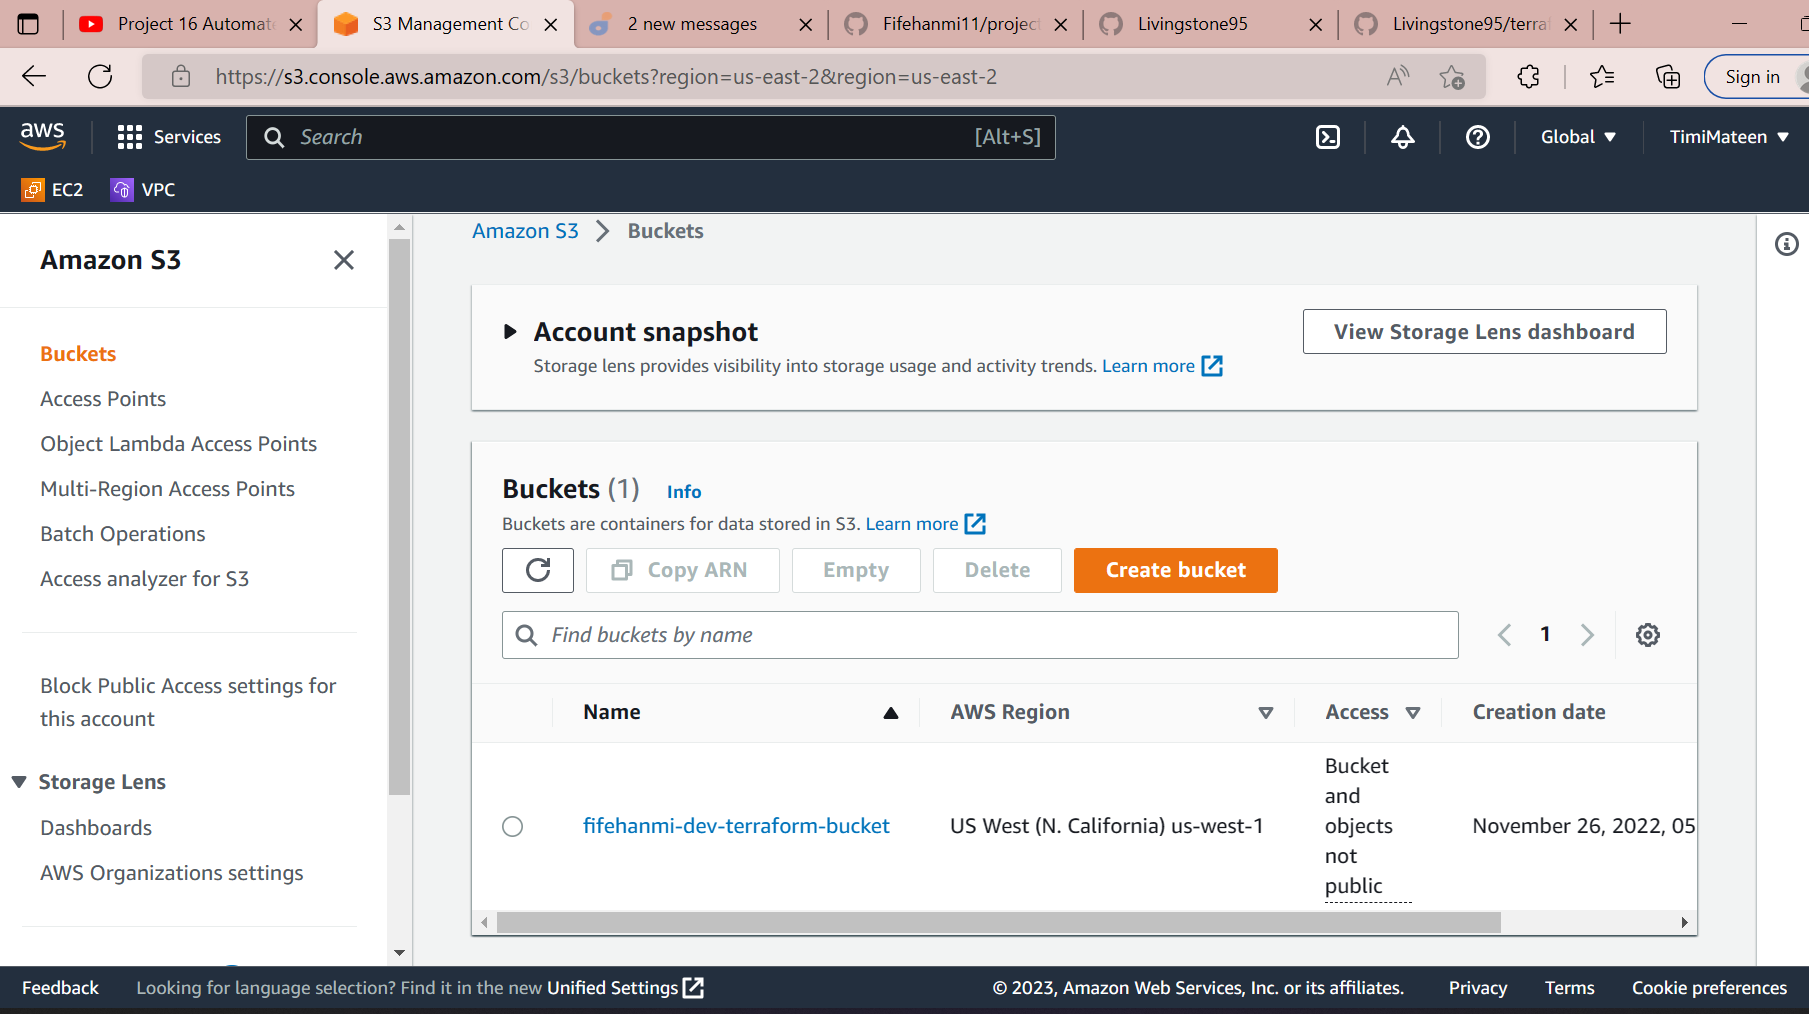 Project 16 Automate
S3 Management Co
2 new messages
Fifehanmi11/project
Livingstone95
Livingstone95/terraf
https://s3.console.aws.amazon.com/s3/buckets?region=us-east-2&region=us-east-2
Sign in
aws
Services
Search
[Alt+S]
Global
TimiMateen
EC2
VPC
Amazon S3
Buckets
Access Points
Object Lambda Access Points
Multi-Region Access Points
Batch Operations
Access analyzer for S3
Block Public Access settings for
this account
Storage Lens
Dashboards
AWS Organizations settings
Amazon S3
Buckets
Account snapshot
Storage lens provides visibility into storage usage and activity trends. Learn more
View Storage Lens dashboard
Buckets (1) Info
Buckets are containers for data stored in S3. Learn more
Copy ARN
Empty
Delete
Create bucket
Find buckets by name
1
Name
AWS Region
Access
Creation date
fifehanmi-dev-terraform-bucket
US West (N. California) us-west-1
Bucket
and
objects
not
public
November 26, 2022, 05
Feedback
Looking for language selection? Find it in the new Unified Settings
© 2023, Amazon Web Services, Inc. or its affiliates.
Privacy
Terms
Cookie preferences